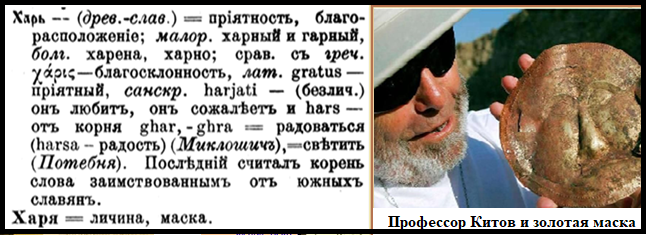 Харь — (древ.-слав.) = пріятность, благо-
расположеніе; малор. харный и гарный,
болг. харена, харно; срав. съ греч.
χάρις—благосклонность, лат. gratus —
пріятный, санскр. harjati — (безлич.)
онъ любитъ, онъ сожалѣетъ и hars —
отъ корня ghar, - ghra = радоваться
(harsa – радость) (Миклошичъ),=свѣтить
(Потебня). Послѣдній считалъ корень
слова заимствованнымъ отъ южныхъ
славянъ.
Харя = личина, маска.
Профессор Китов и золотая маска